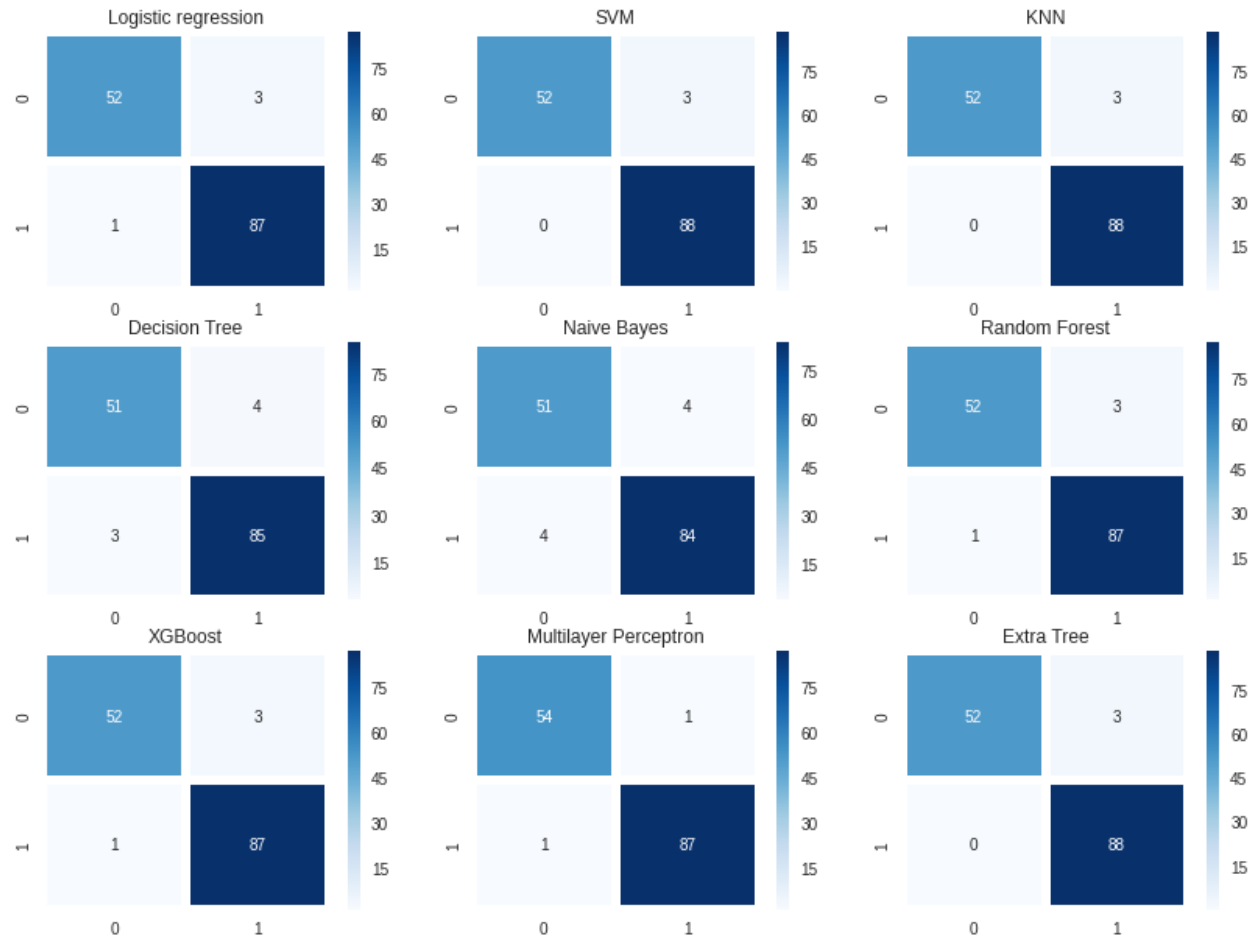 Logistic regression SVM KNN
75 75 75
0 52 3 0 52 3 0 52 3
60 60 60
45 45 45
30 30 30
1 1 87 1 0 88 1 0 88
15 15 15
0 1 0 1 0 1
Decision Tree Naive Bayes Random Forest
75 75 75
0 51 4 0 51 4 0 52 3
60 60 60
45 45 45
30 30 30
1 3 85 1 4 84 1 1 87
15 15 15
0 1 0 1 0 1
XGBoost Multilayer Perceptron Extra Tree
75 75 75
0 52 3 0 54 1 0 52 3
60 60 60
45 45 45
30 30 30
1 1 87 1 1 87 1 0 88
15 15 15
0 1 0 1 0 1